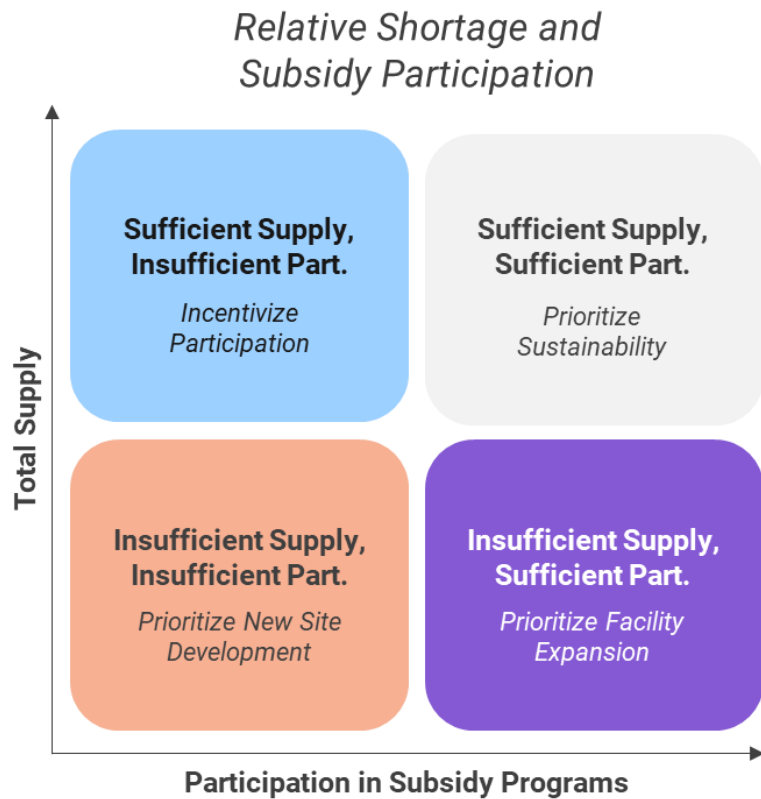 Relative Shortage and
Subsidy Participation
Total Supply
Sufficient Supply,
Insufficient Part.
Incentivize
Participation
Sufficient Supply,
Sufficient Part.
Prioritize
Sustainability
Insufficient Supply,
Insufficient Part.
Prioritize New Site
Development
Insufficient Supply,
Sufficient Part.
Prioritize Facility
Expansion
Participation in Subsidy Programs